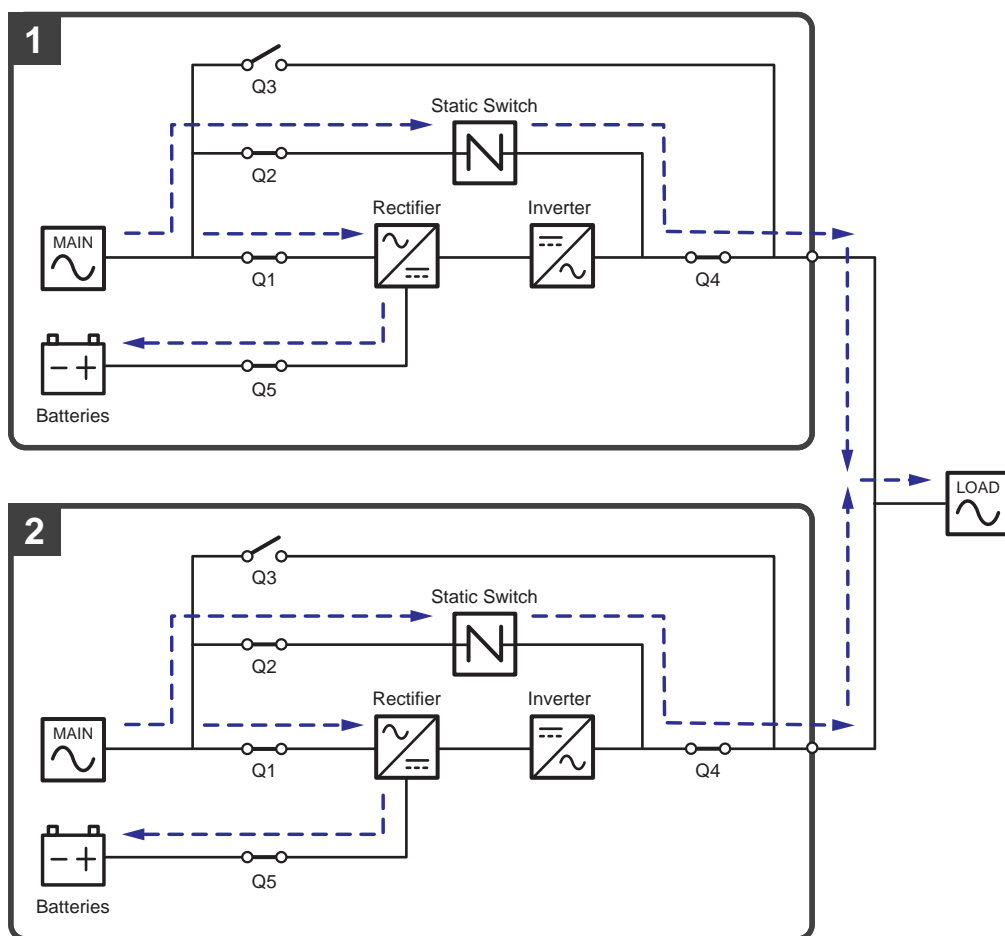 1
Q3
Static Switch
Q2
Rectifier
Inverter
MAIN
Q1
Q4
Q5
Batteries
LOAD
2
Q3
Static Switch
Q2
Rectifier
Inverter
MAIN
Q1
Q4
Q5
Batteries